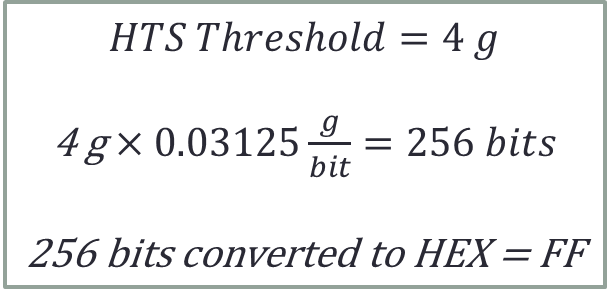 HTS Threshold = 4 g
4 g × 0.03125 g/bit = 256 bits
256 bits converted to HEX = FF